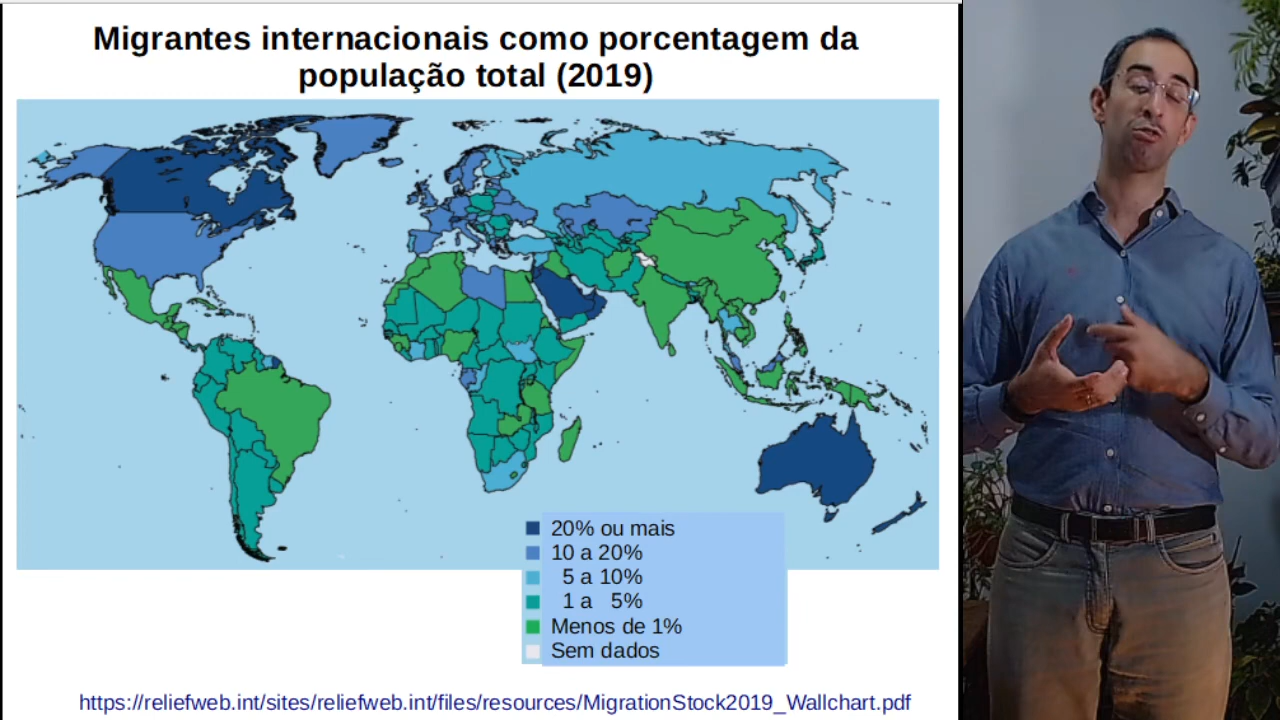 Migrantes internacionais como porcentagem da
população total (2019)
20% ou mais
10 a 20%
5 a 10%
1 a 5%
Menos de 1%
Sem dados
https://reliefweb.int/sites/reliefweb.int/files/resources/MigrationStock2019_Wallchart.pdf